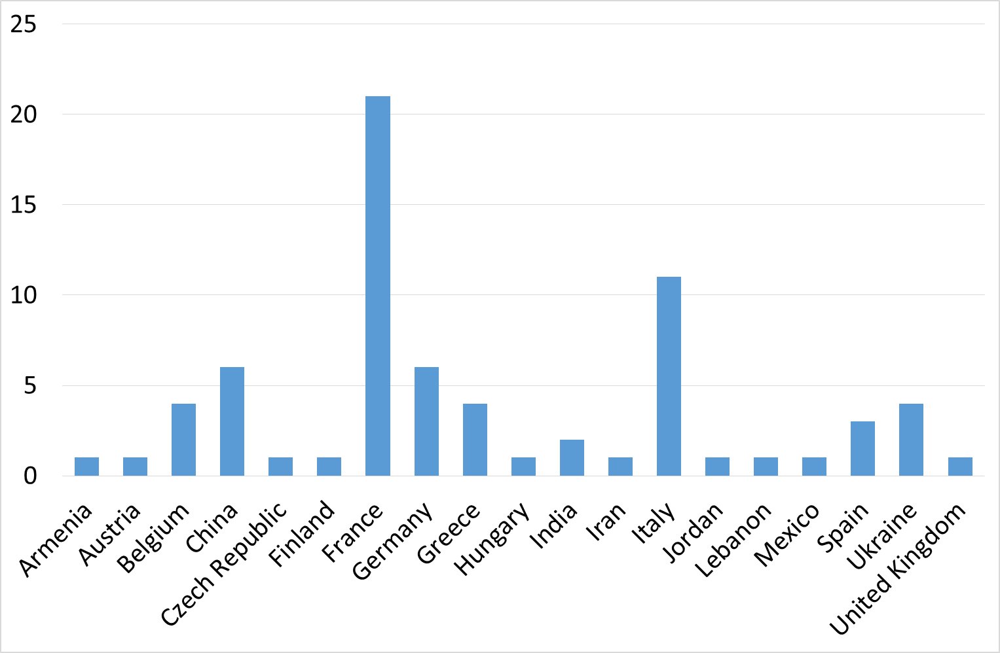 25
20
15
10
5
0
Armenia
Austria
Belgium
China
Czech Republic
Finland
France
Germany
Greece
Hungary
India
Iran
Italy
Jordan
Lebanon
Mexico
Spain
Ukraine
United Kingdom